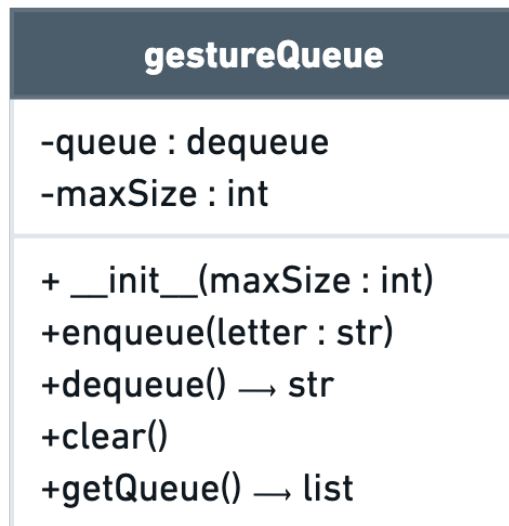 gestureQueue
-queue : dequeue
-maxSize : int
+ __init__(maxSize : int)
+enqueue(letter : str)
+dequeue() → str
+clear()
+getQueue() → list